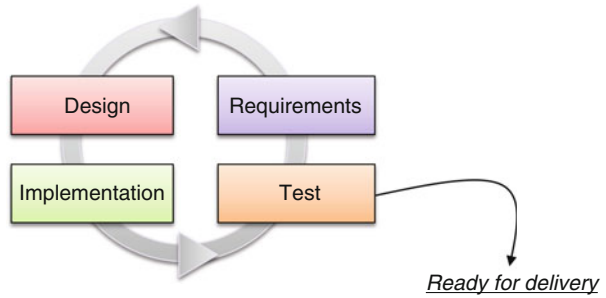 Design
Requirements
Implementation
Test
Ready for delivery